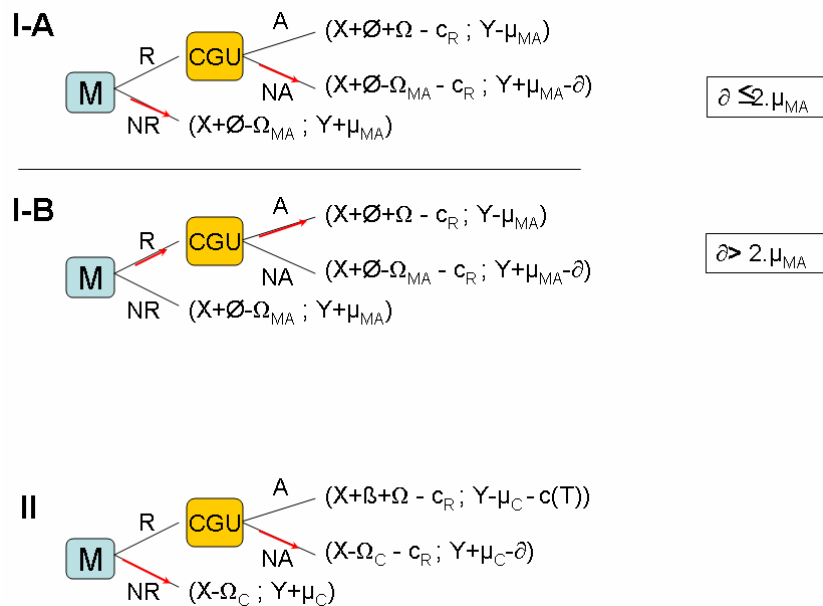 I-A
R
M
NR
CGU
A
NA
(X+Ø+Ω - cR ; Y-µMA)
(X+Ø-ΩMA - cR ; Y+µMA-∂)
(X+Ø-ΩMA ; Y+µMA)
∂ ≤2.µMA
I-B
R
M
NR
CGU
A
NA
(X+Ø+Ω - cR ; Y-µMA)
(X+Ø-ΩMA - cR ; Y+µMA-∂)
(X+Ø-ΩMA ; Y+µMA)
∂> 2.µMA
II
R
M
NR
CGU
A
NA
(X+ß+Ω - cR ; Y-µC - c(T))
(X-ΩC - cR ; Y+µC-∂)
(X-ΩC ; Y+µC)